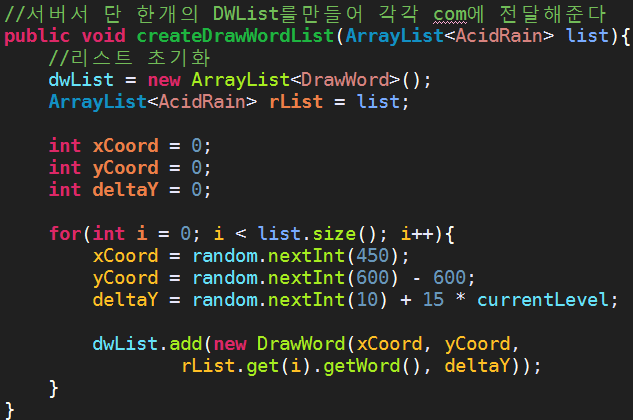 //서버서 단 한개의 DWList를만들어 각각 com에 전달해준다
public void createDrawWordList(ArrayList<AcidRain> list){
    //리스트 초기화
    dwList = new ArrayList<DrawWord>();
    ArrayList<AcidRain> rList = list;

    int xCoord = 0;
    int yCoord = 0;
    int deltaY = 0;

    for(int i = 0; i < list.size(); i++){
        xCoord = random.nextInt(450);
        yCoord = random.nextInt(600) - 600;
        deltaY = random.nextInt(10) + 15 * currentLevel;

        dwList.add(new DrawWord(xCoord, yCoord,
                rList.get(i).getWord(), deltaY));
    }
}